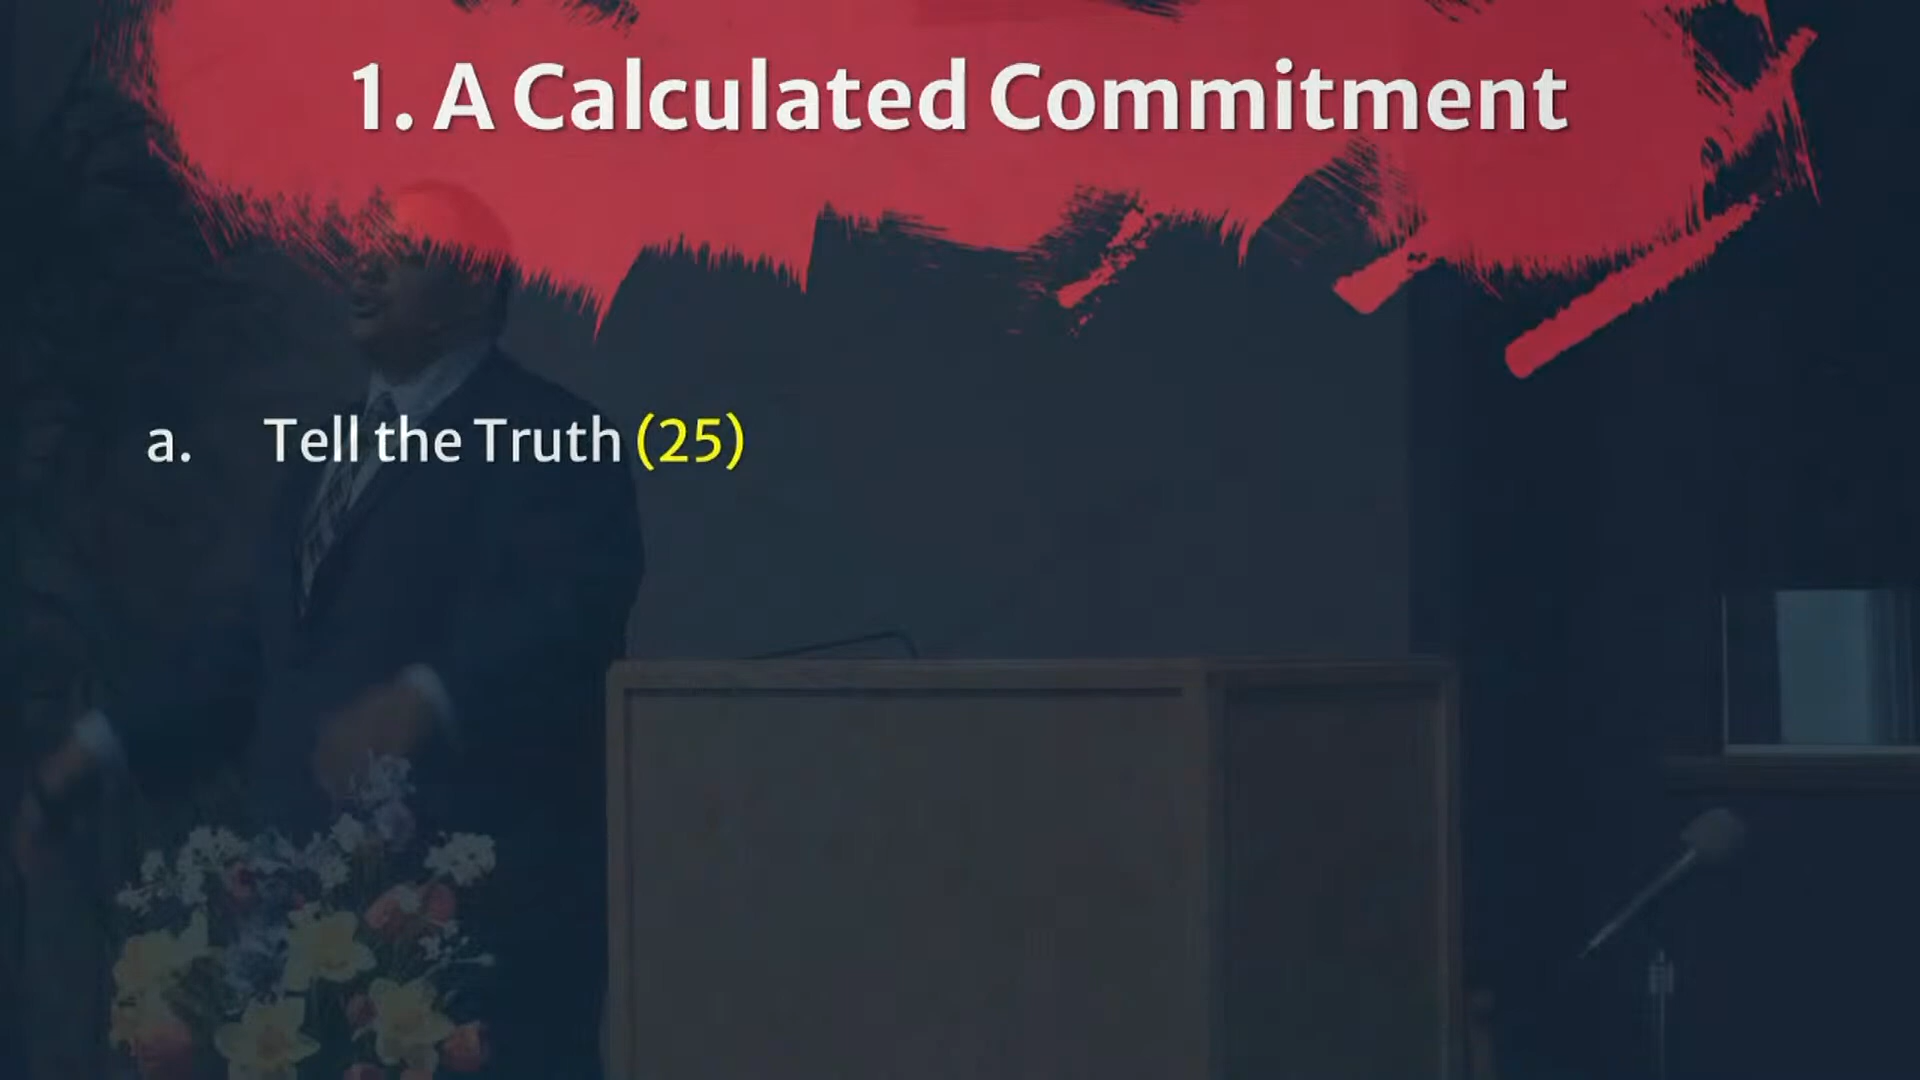 1. A Calculated Commitment
a. Tell the Truth (25)